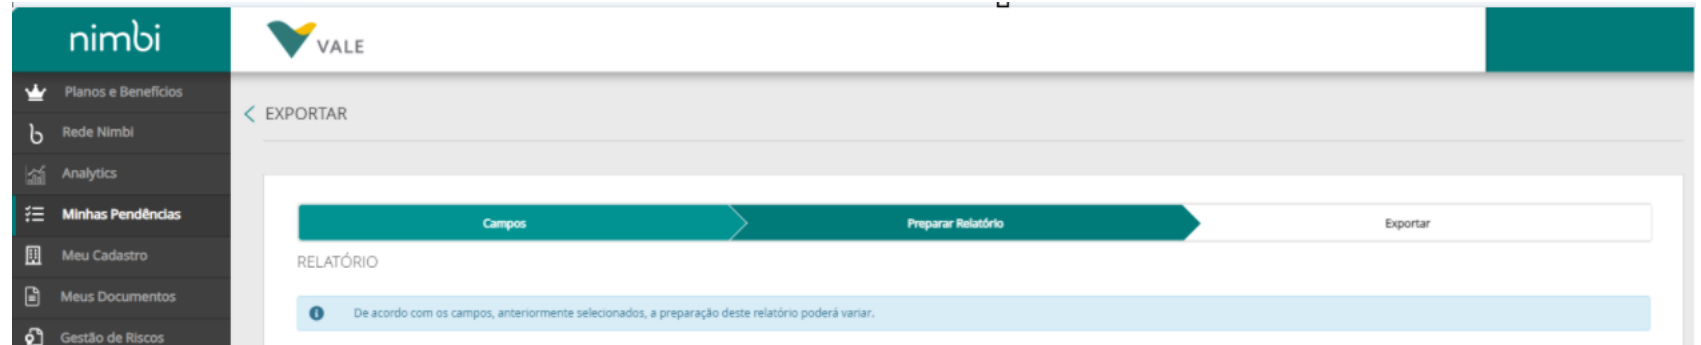 nimbi
VALE
Planos e Benefícios
Rede Nimbi
Analytics
Minhas Pendências
Meu Cadastro
Meus Documentos
Gestão de Riscos
EXPORTAR
Campos
Preparar Relatório
Exportar
RELATÓRIO
De acordo com os campos, anteriormente selecionados, a preparação deste relatório poderá variar.